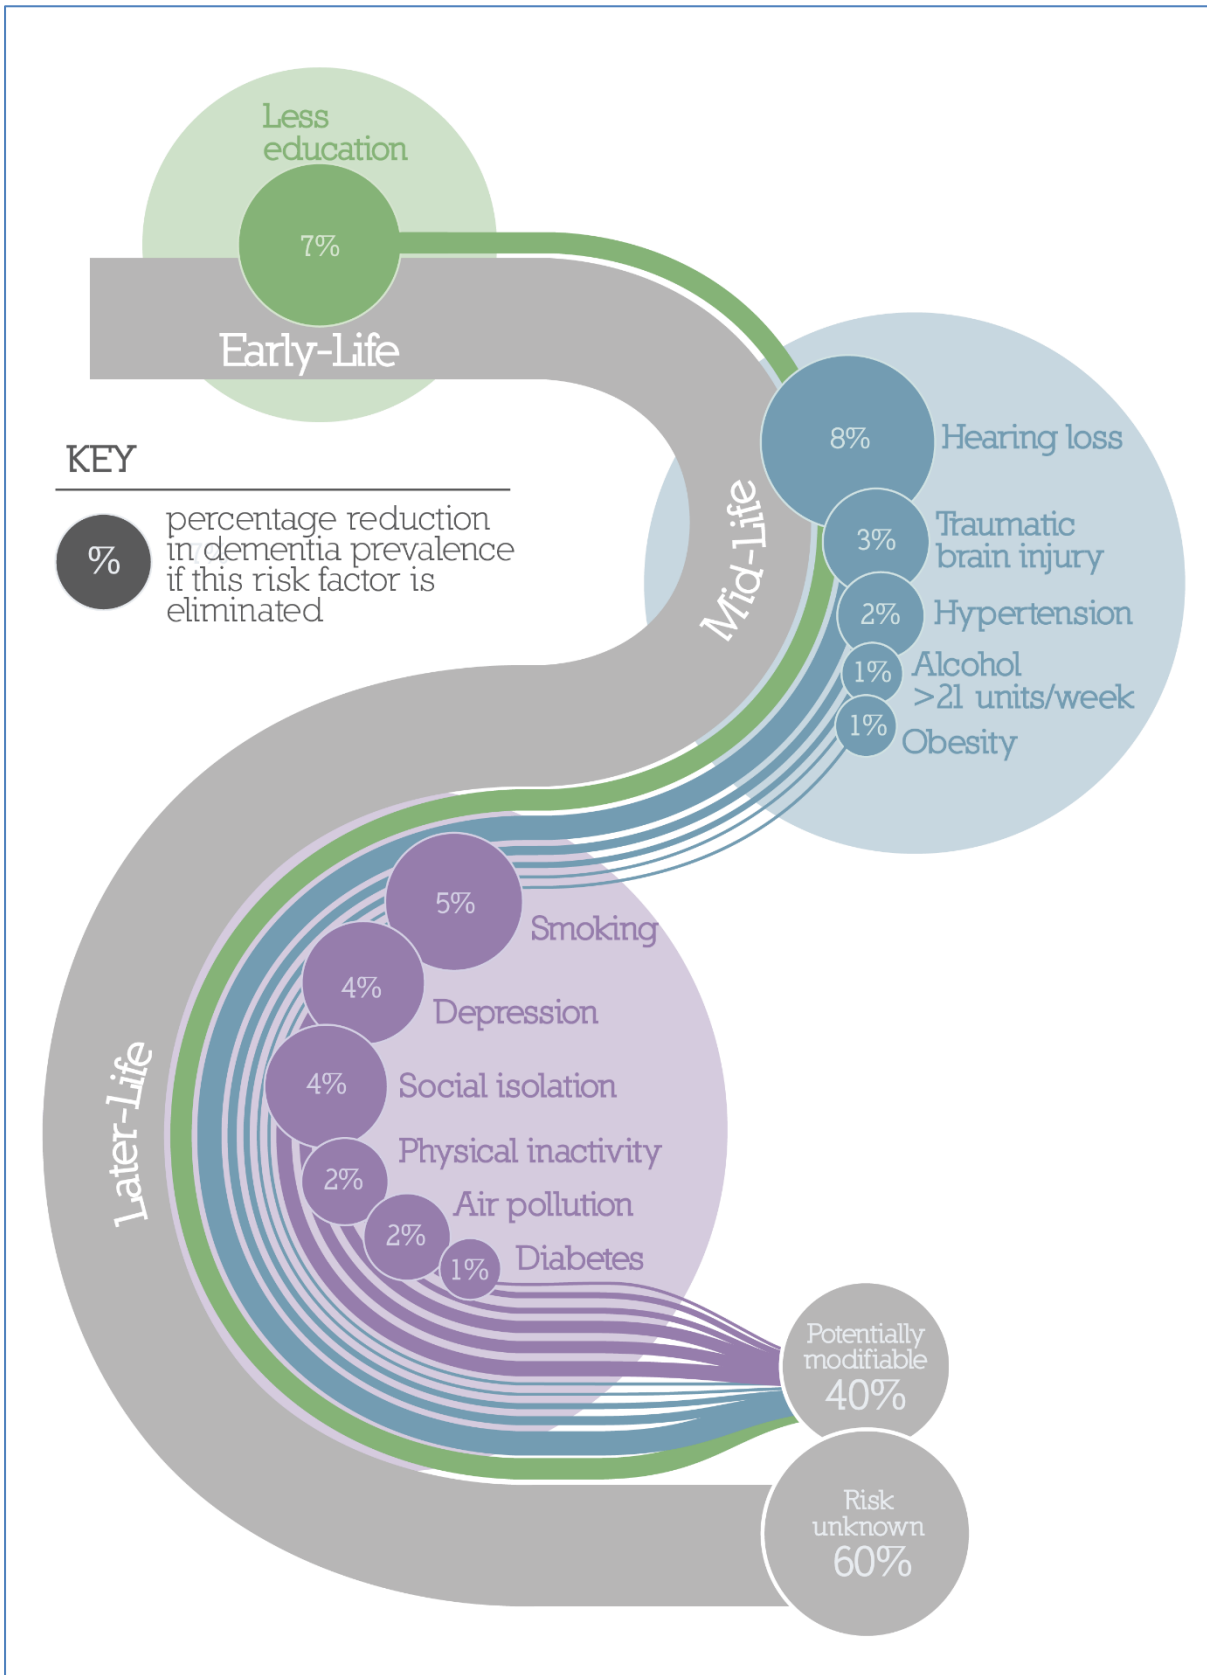 Less
education
7%
Early-Life
KEY
%
percentage reduction
in dementia prevalence
if this risk factor is
eliminated
Mid-Life
8%
Hearing loss
3%
Traumatic
brain injury
2%
Hypertension
1%
Alcohol
>21 units/week
1%
Obesity
Later-Life
5%
Smoking
4%
Depression
4%
Social isolation
2%
Physical inactivity
2%
Air pollution
1%
Diabetes
Potentially
modifiable
40%
Risk
unknown
60%